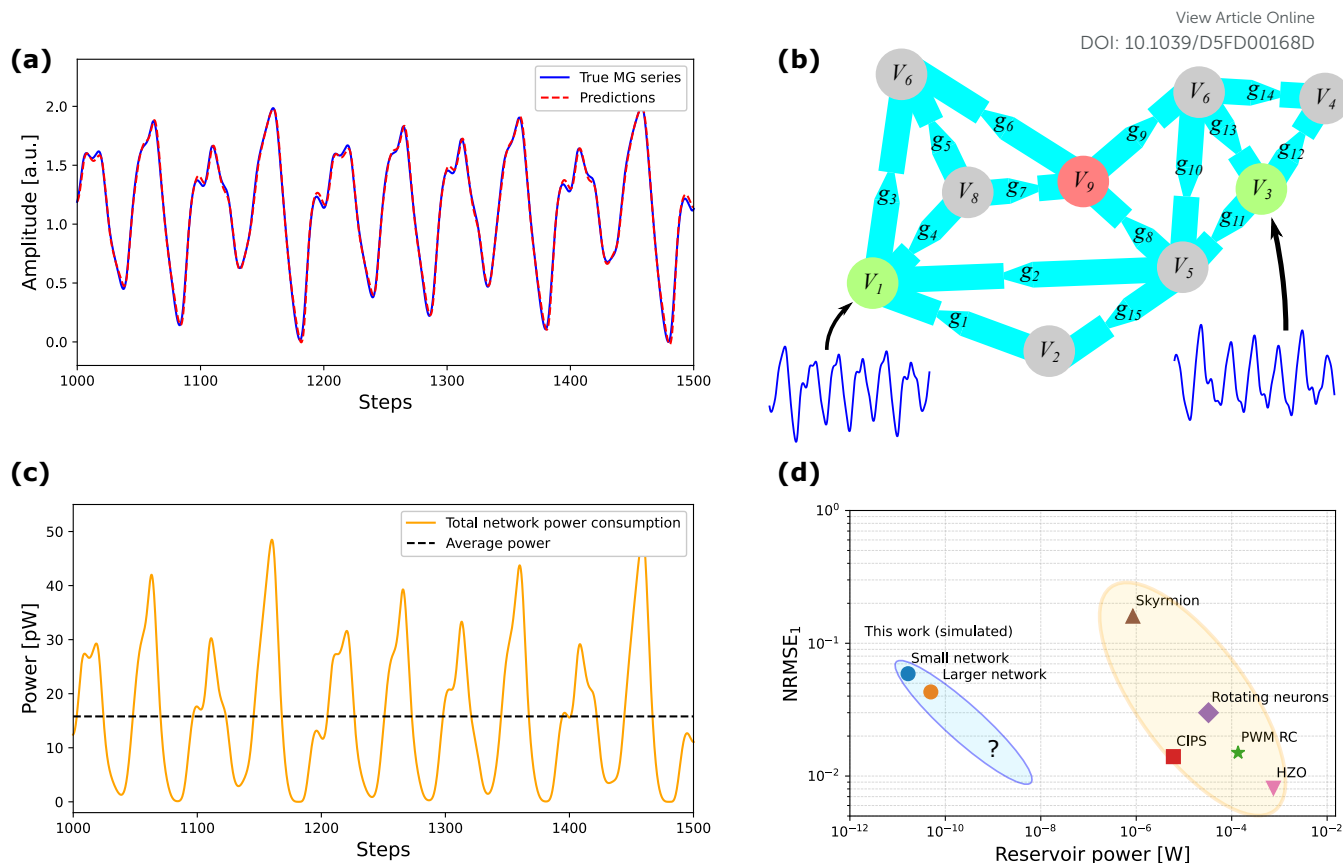 View Article Online
DOI: 10.1039/D5FD00168D
(a)
True MG series
Predictions
Amplitude [a.u.]
2.0
1.5
1.0
0.5
0.0
1000 1100 1200 1300 1400 1500
Steps
(b)
V6
V6
g14
V4
g6
g9
g13
g5
g12
g10
V9
V8
g7
V3
g3
g11
g4
g8
V5
g2
V1
g1
g15
V2
(c)
Total network power consumption
Average power
Power [pW]
50
40
30
20
10
0
1000 1100 1200 1300 1400 1500
Steps
(d)
NRMSE1
10^0
10^−1
10^−2
Skyrmion
This work (simulated)
Small network
Larger network
Rotating neurons
?
CIPS
PWM RC
HZO
10^−12 10^−10 10^−8 10^−6 10^−4 10^−2
Reservoir power [W]